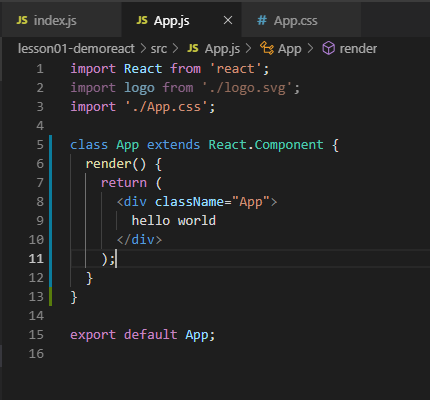 JS index.js JS App.js × # App.css
lesson01-demoreact > src > JS App.js > App > render
1 import React from 'react';
2 import logo from './logo.svg';
3 import './App.css';
4
5 class App extends React.Component {
6 render() {
7 return (
8 <div className="App">
9 hello world
10 </div>
11 );
12 }
13 }
14
15 export default App;
16